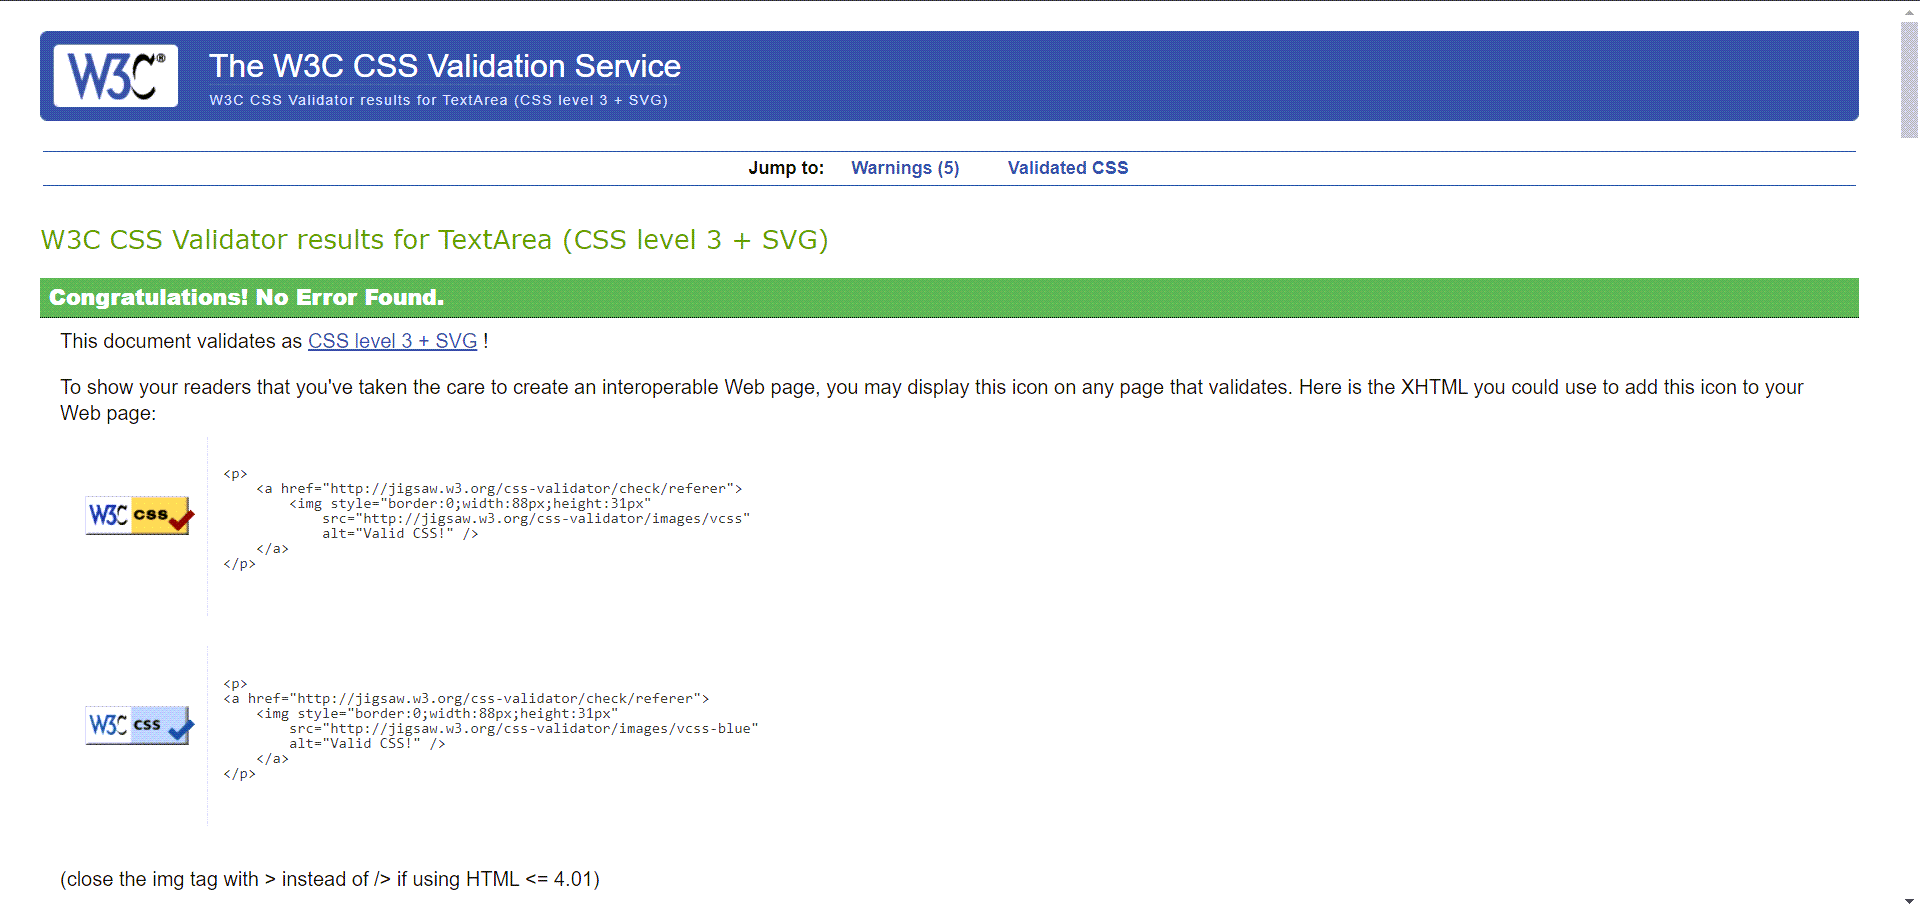 W3C®
The W3C CSS Validation Service
W3C CSS Validator results for TextArea (CSS level 3 + SVG)
Jump to: Warnings (5) Validated CSS
W3C CSS Validator results for TextArea (CSS level 3 + SVG)
Congratulations! No Error Found.
This document validates as CSS level 3 + SVG !
To show your readers that you've taken the care to create an interoperable Web page, you may display this icon on any page that validates. Here is the XHTML you could use to add this icon to your
Web page:
W3C css
<p>
<a href="http://jigsaw.w3.org/css-validator/check/referer">
<img style="border:0;width:88px;height:31px"
src="http://jigsaw.w3.org/css-validator/images/vcss"
alt="Valid CSS!" />
</a>
</p>
W3C css
<p>
<a href="http://jigsaw.w3.org/css-validator/check/referer">
<img style="border:0;width:88px;height:31px"
src="http://jigsaw.w3.org/css-validator/images/vcss-blue"
alt="Valid CSS!" />
</a>
</p>
(close the img tag with > instead of /> if using HTML <= 4.01)